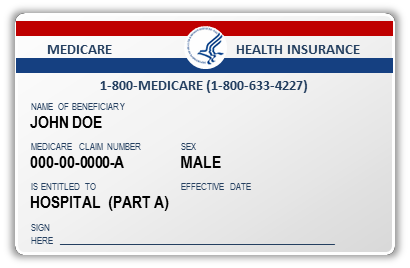 MEDICARE HEALTH INSURANCE
1-800-MEDICARE (1-800-633-4227)
NAME OF BENEFICIARY
JOHN DOE
MEDICARE CLAIM NUMBER SEX
000-00-0000-A MALE
IS ENTITLED TO EFFECTIVE DATE
HOSPITAL (PART A)
SIGN
HERE